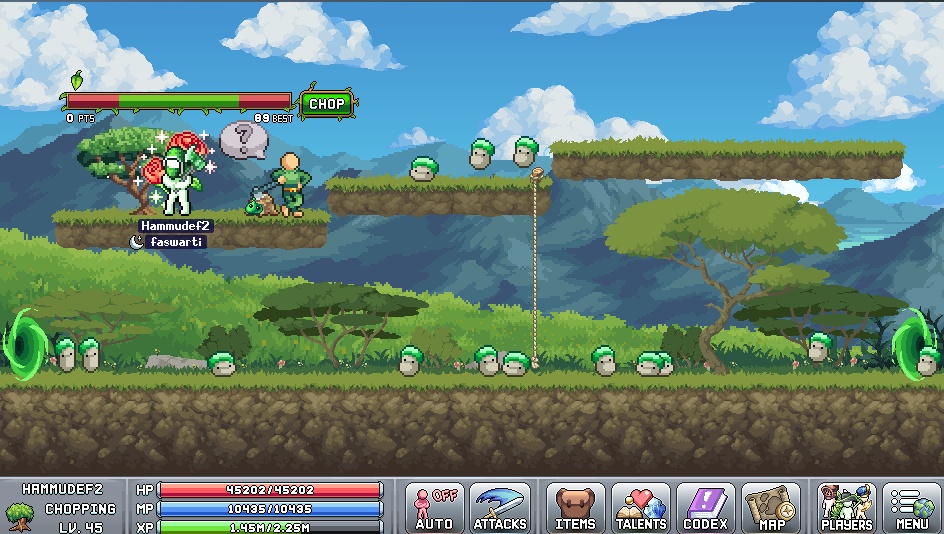 CHOP
0 PTS
89 BEST
?
Hammudef2
faswarti
HAMMUDEF2
CHOPPING
LV. 45
HP 45202/45202
MP 10435/10435
XP 1.45M/2.25M
OFF
AUTO
ATTACKS
ITEMS
TALENTS
CODEX
MAP
PLAYERS
MENU